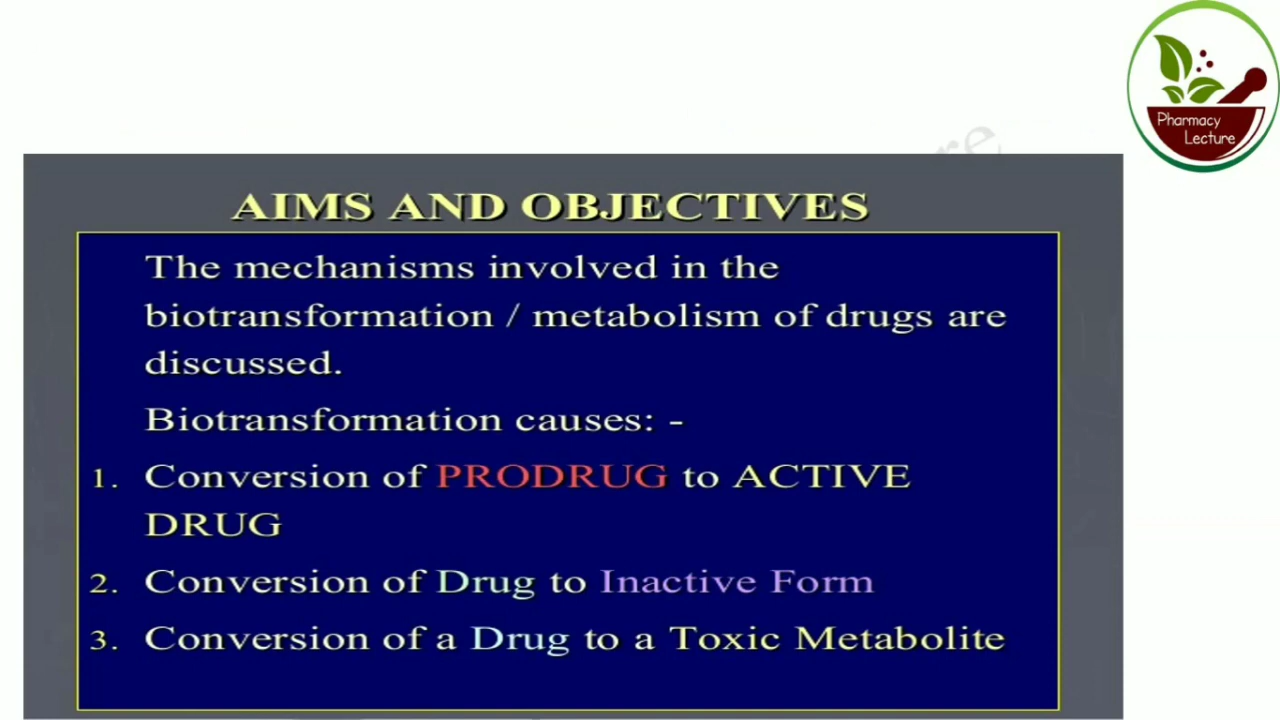 Pharmacy
Lecture
AIMS AND OBJECTIVES
The mechanisms involved in the
biotransformation / metabolism of drugs are
discussed.
Biotransformation causes: -
1. Conversion of PRODRUG to ACTIVE
DRUG
2. Conversion of Drug to Inactive Form
3. Conversion of a Drug to a Toxic Metabolite